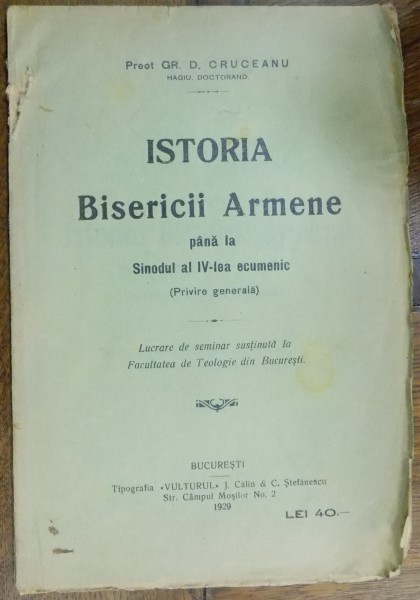 Preot GR. D. CRUCEANU
HAGIU, DOCTORAND
ISTORIA
Bisericii Armene
până la
Sinodul al IV-lea ecumenic
(Privire generală)
Lucrare de seminar susținută la
Facultatea de Teologie din București.
BUCUREȘTI
Tipografia «VULTURUL» J. Călin & C. Ștefănescu
Str. Câmpul Moșilor No. 2
1929
LEI 40.—